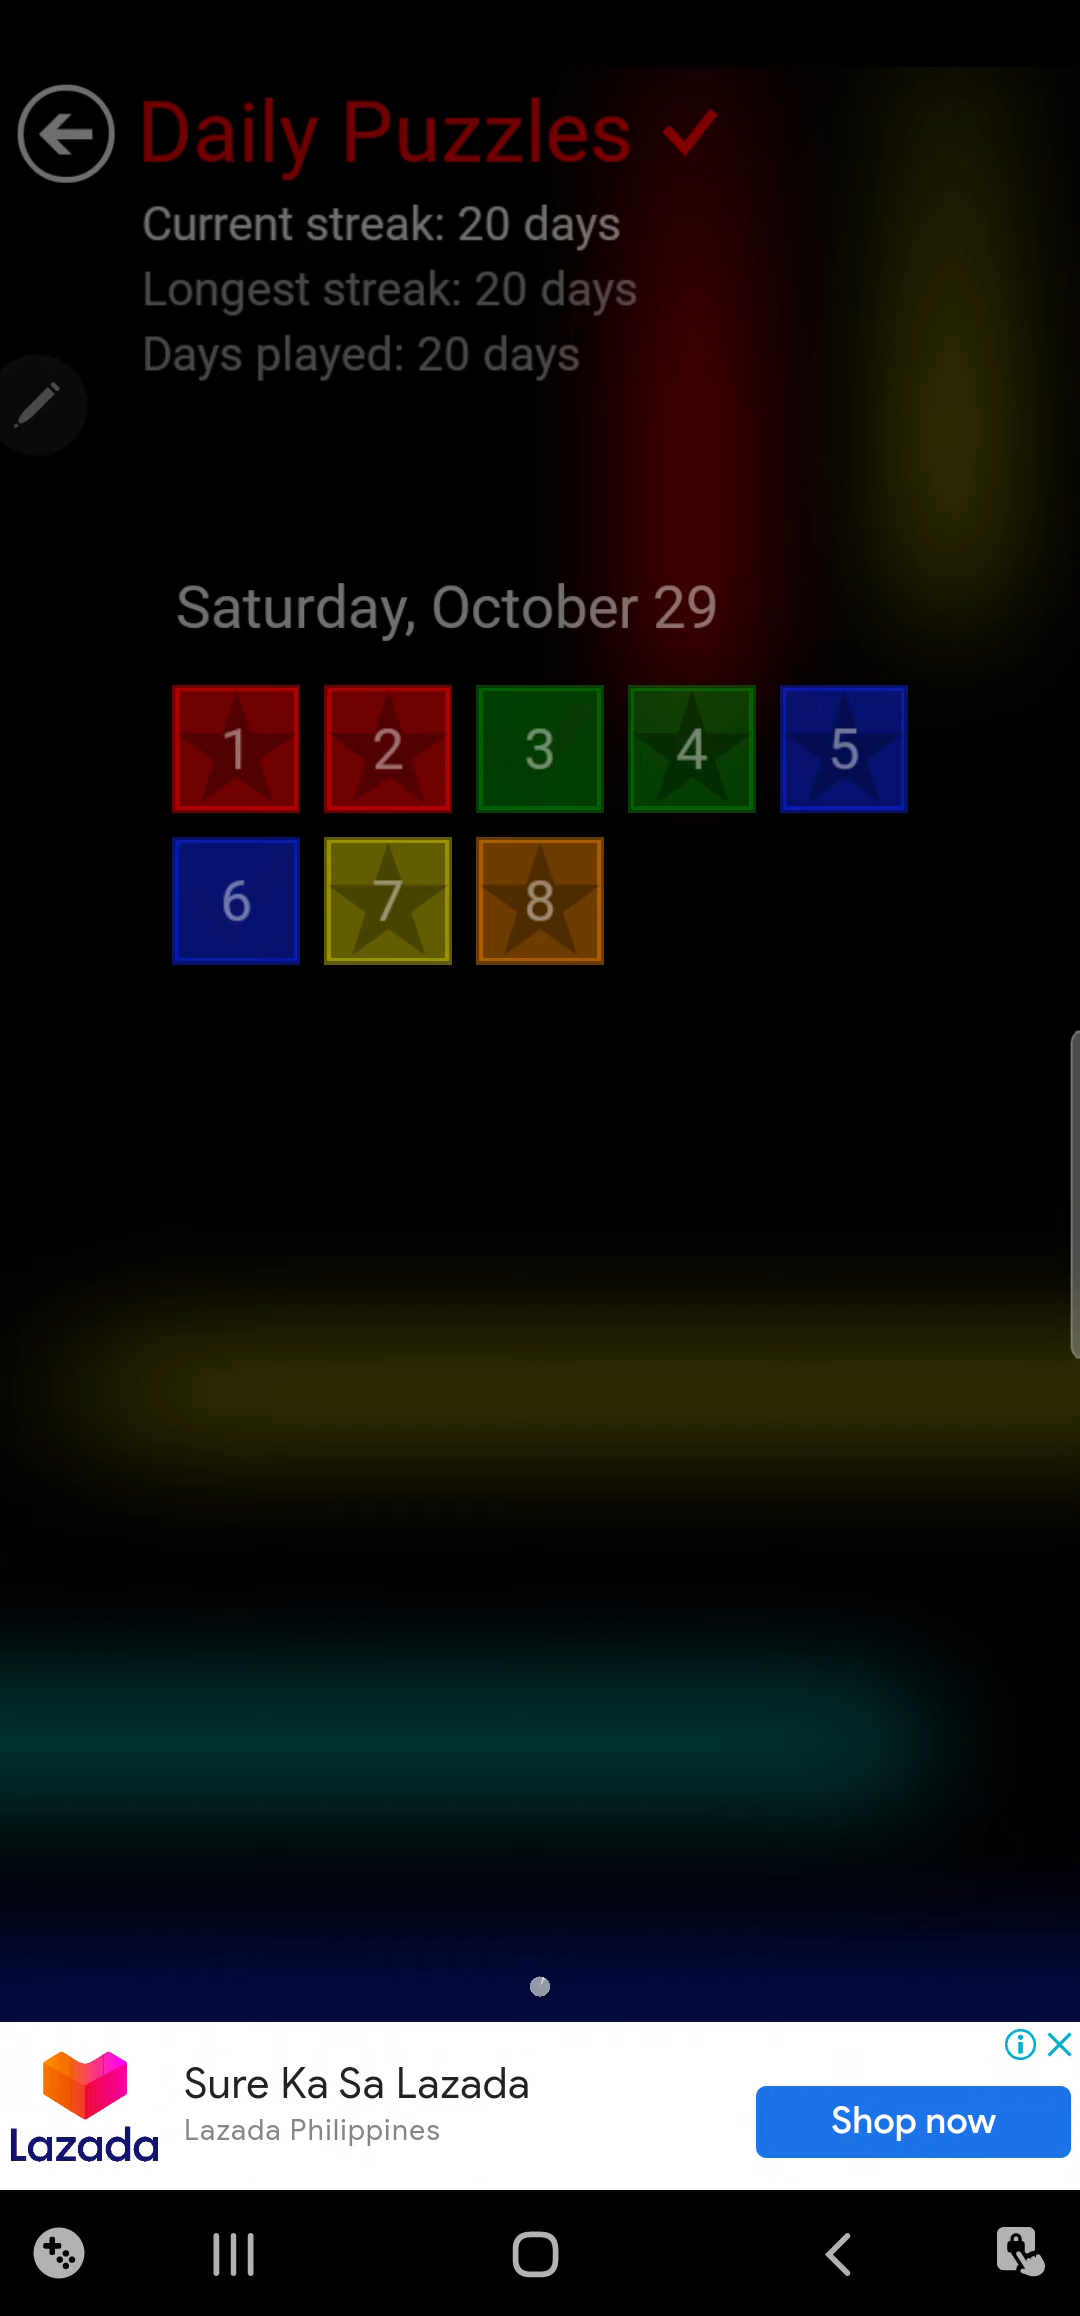 Daily Puzzles
Current streak: 20 days
Longest streak: 20 days
Days played: 20 days
Saturday, October 29
1 2 3 4 5
6 7 8
Sure Ka Sa Lazada
Lazada Philippines
Lazada
Shop now